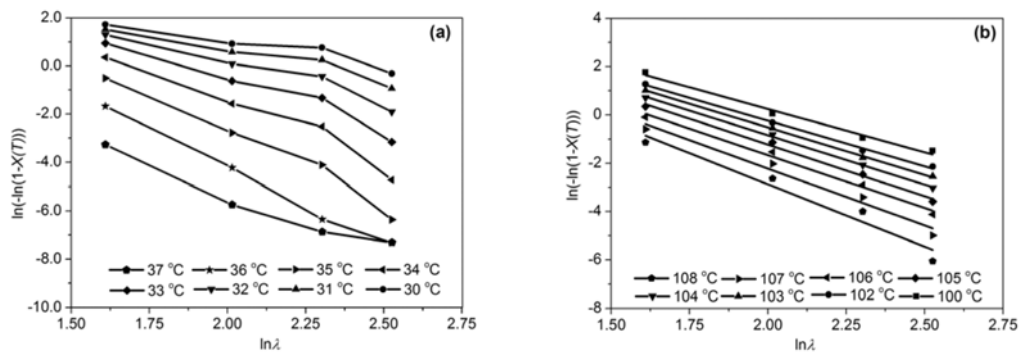 (a)
ln(-ln(1-X(T)))
2.0
0.0
-2.0
-4.0
-6.0
-8.0
-10.0
37 °C 36 °C 35 °C 34 °C
33 °C 32 °C 31 °C 30 °C
1.50 1.75 2.00 2.25 2.50 2.75
lnλ
(b)
ln(-ln(1-X(T)))
4
2
0
-2
-4
-6
-8
108 °C 107 °C 106 °C 105 °C
104 °C 103 °C 102 °C 100 °C
1.50 1.75 2.00 2.25 2.50 2.75
lnλ